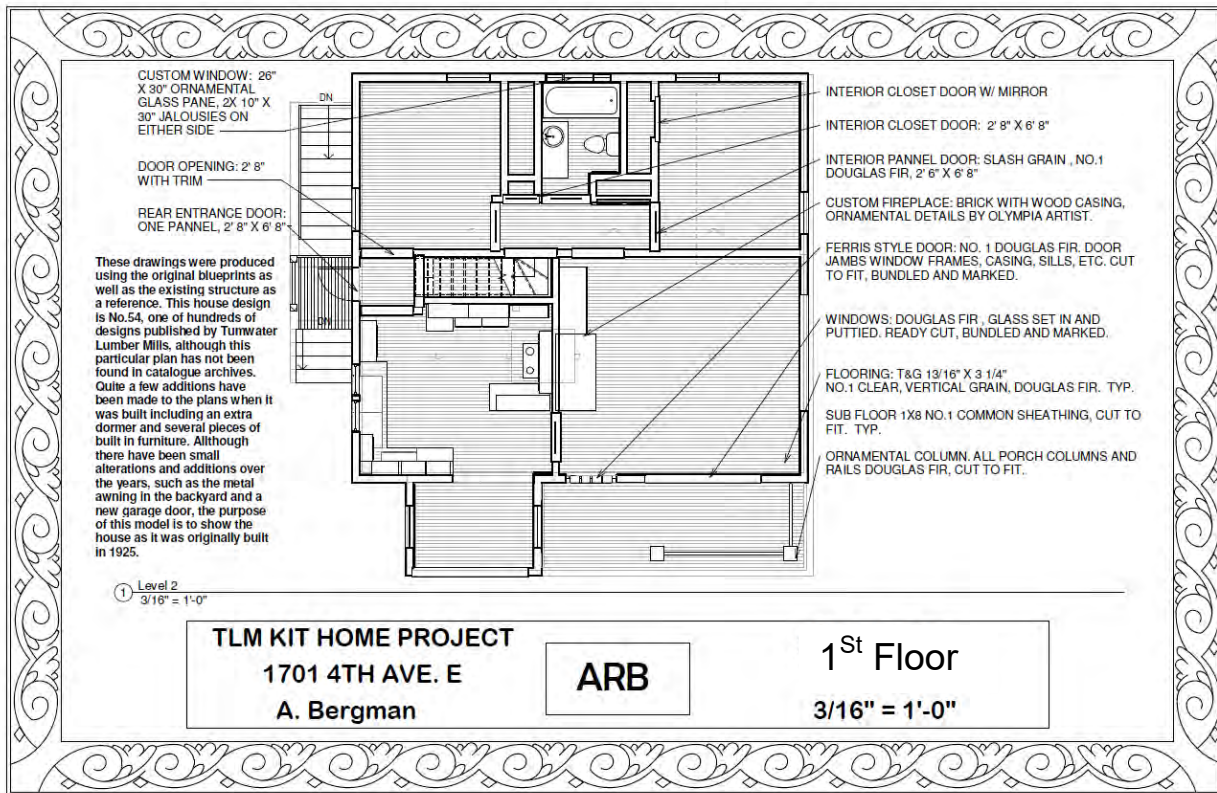 CUSTOM WINDOW: 26"
X 30" ORNAMENTAL
GLASS PANE, 2X 10" X
30" JALOUSIES ON
EITHER SIDE
DN
DOOR OPENING: 2' 8"
WITH TRIM
REAR ENTRANCE DOOR:
ONE PANNEL, 2' 8" X 6' 8"
DN
These drawings were produced
using the original blueprints as
well as the existing structure as
a reference. This house design
is No.54, one of hundreds of
designs published by Tumwater
Lumber Mills, although this
particular plan has not been
found in catalogue archives.
Quite a few additions have
been made to the plans when it
was built including an extra
dormer and several pieces of
built in furniture. Allthough
there have been small
alterations and additions over
the years, such as the metal
awning in the backyard and a
new garage door, the purpose
of this model is to show the
house as it was originally built
in 1925.
INTERIOR CLOSET DOOR W/ MIRROR
INTERIOR CLOSET DOOR: 2' 8" X 6' 8"
INTERIOR PANNEL DOOR: SLASH GRAIN , NO.1
DOUGLAS FIR, 2' 6" X 6' 8"
CUSTOM FIREPLACE: BRICK WITH WOOD CASING,
ORNAMENTAL DETAILS BY OLYMPIA ARTIST.
FERRIS STYLE DOOR: NO. 1 DOUGLAS FIR. DOOR
JAMBS WINDOW FRAMES, CASING, SILLS, ETC. CUT
TO FIT, BUNDLED AND MARKED.
WINDOWS: DOUGLAS FIR , GLASS SET IN AND
PUTTIED. READY CUT, BUNDLED AND MARKED.
FLOORING: T&G 13/16" X 3 1/4"
NO.1 CLEAR, VERTICAL GRAIN, DOUGLAS FIR. TYP.
SUB FLOOR 1X8 NO.1 COMMON SHEATHING, CUT TO
FIT. TYP.
ORNAMENTAL COLUMN. ALL PORCH COLUMNS AND
RAILS DOUGLAS FIR, CUT TO FIT.
1 Level 2
3/16" = 1'-0"
TLM KIT HOME PROJECT
1701 4TH AVE. E
A. Bergman
ARB
1St Floor
3/16" = 1'-0"